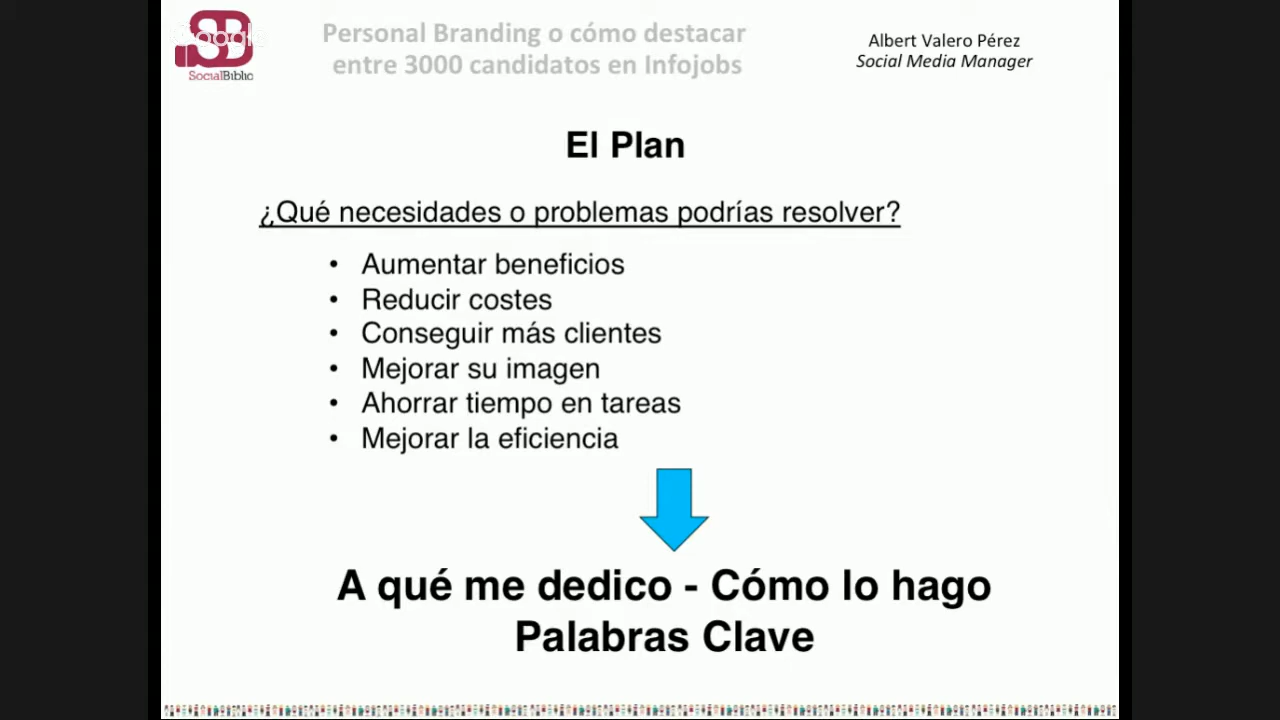 Google
SB
SocialBiblio
Personal Branding o cómo destacar
entre 3000 candidatos en Infojobs
Albert Valero Pérez
Social Media Manager
El Plan
¿Qué necesidades o problemas podrías resolver?
• Aumentar beneficios
• Reducir costes
• Conseguir más clientes
• Mejorar su imagen
• Ahorrar tiempo en tareas
• Mejorar la eficiencia
A qué me dedico - Cómo lo hago
Palabras Clave